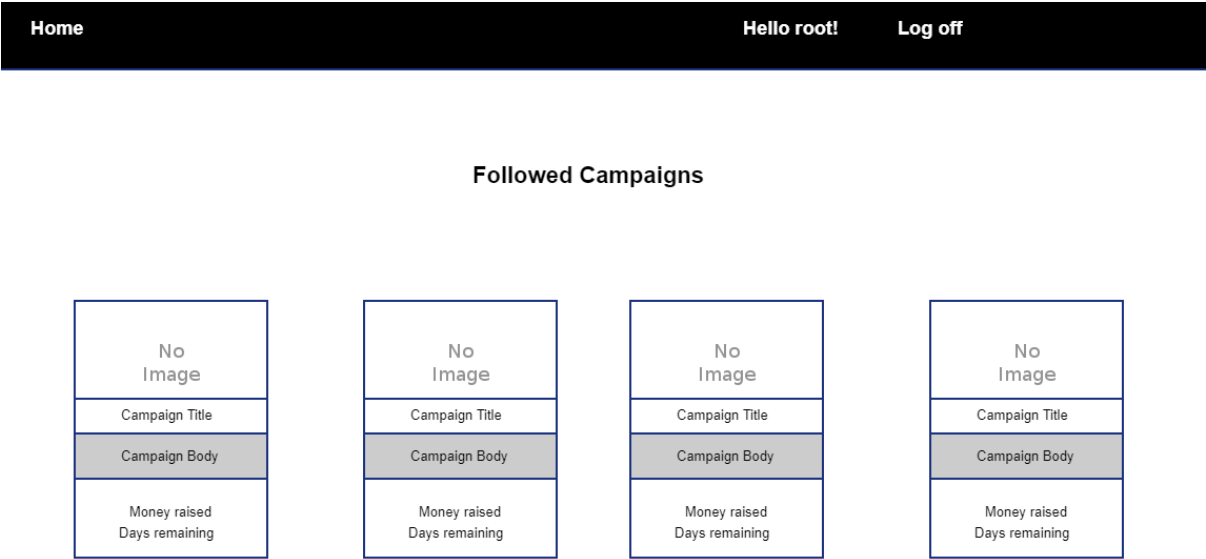 Home Hello root! Log off
Followed Campaigns
No Image No Image No Image No Image
Campaign Title Campaign Title Campaign Title Campaign Title
Campaign Body Campaign Body Campaign Body Campaign Body
Money raised Money raised Money raised Money raised
Days remaining Days remaining Days remaining Days remaining